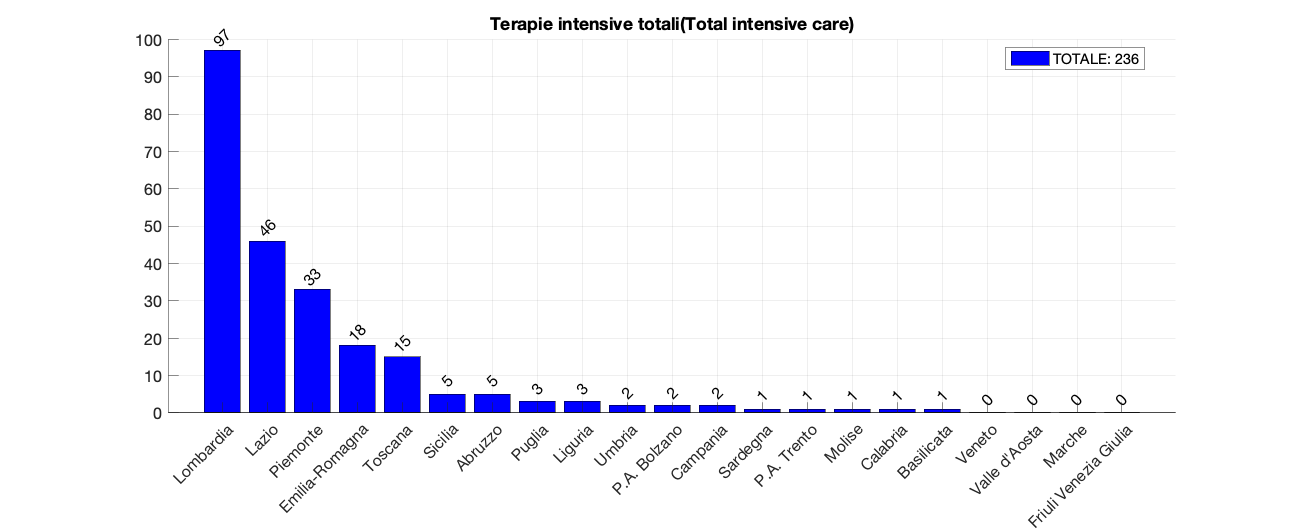 Terapie intensive totali(Total intensive care)
TOTALE: 236
100
90
80
70
60
50
40
30
20
10
0
97
46
33
18
15
5
5
3
3
2
2
2
1
1
1
1
1
0
0
0
0
Lombardia
Lazio
Piemonte
Emilia-Romagna
Toscana
Sicilia
Abruzzo
Puglia
Liguria
Umbria
P.A. Bolzano
Campania
Sardegna
P.A. Trento
Molise
Calabria
Basilicata
Veneto
Valle d'Aosta
Marche
Friuli Venezia Giulia